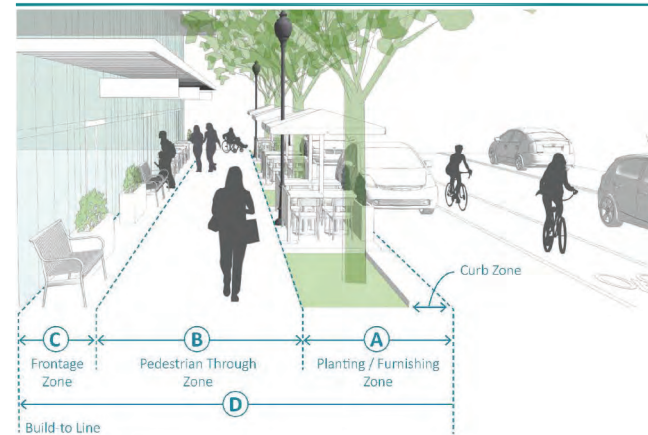 Curb Zone
C
B
A
Frontage
Zone
Pedestrian Through
Zone
Planting / Furnishing
Zone
D
Build-to Line